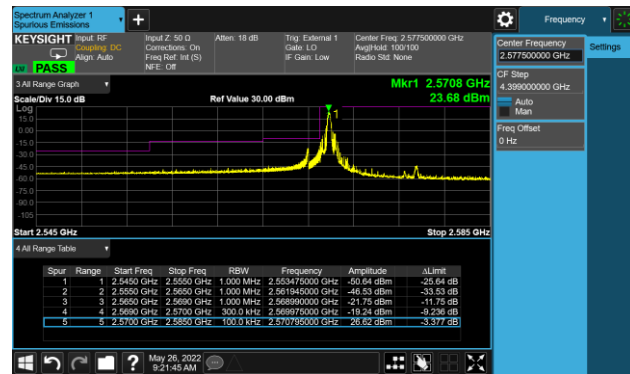 Spectrum Analyzer 1
Spurious Emissions
Frequency
KEYSIGHT Input: RF Input Z: 50 Ω Atten: 18 dB Trig: External 1 Center Freq: 2.577500000 GHz
Coupling: DC Corrections: On Gate: LO Avg|Hold: 100/100
Align: Auto Freq Ref: Int (S) IF Gain: Low Radio Std: None
NFE: Off
PASS
Center Frequency
2.577500000 GHz
Settings
CF Step
4.399000000 GHz
Auto
Man
Freq Offset
0 Hz
3 All Range Graph
Mkr1 2.5708 GHz
Scale/Div 15.0 dB Ref Value 30.00 dBm 23.68 dBm
Log
15.0
0.00
-15.0
-30.0
-45.0
-60.0
-75.0
-90.0
-105
1
Start 2.545 GHz Stop 2.585 GHz
4 All Range Table
Spur Range Start Freq Stop Freq RBW Frequency Amplitude ΔLimit
1 1 2.5450 GHz 2.5550 GHz 1.000 MHz 2.553475000 GHz -50.64 dBm -25.64 dB
2 2 2.5550 GHz 2.5650 GHz 1.000 MHz 2.561945000 GHz -46.53 dBm -33.53 dB
3 3 2.5650 GHz 2.5690 GHz 1.000 MHz 2.568990000 GHz -21.75 dBm -11.75 dB
4 4 2.5690 GHz 2.5700 GHz 300.0 kHz 2.569975000 GHz -19.24 dBm -9.236 dB
5 5 2.5700 GHz 2.5850 GHz 100.0 kHz 2.570795000 GHz 26.62 dBm -3.377 dB
May 26, 2022
9:21:45 AM